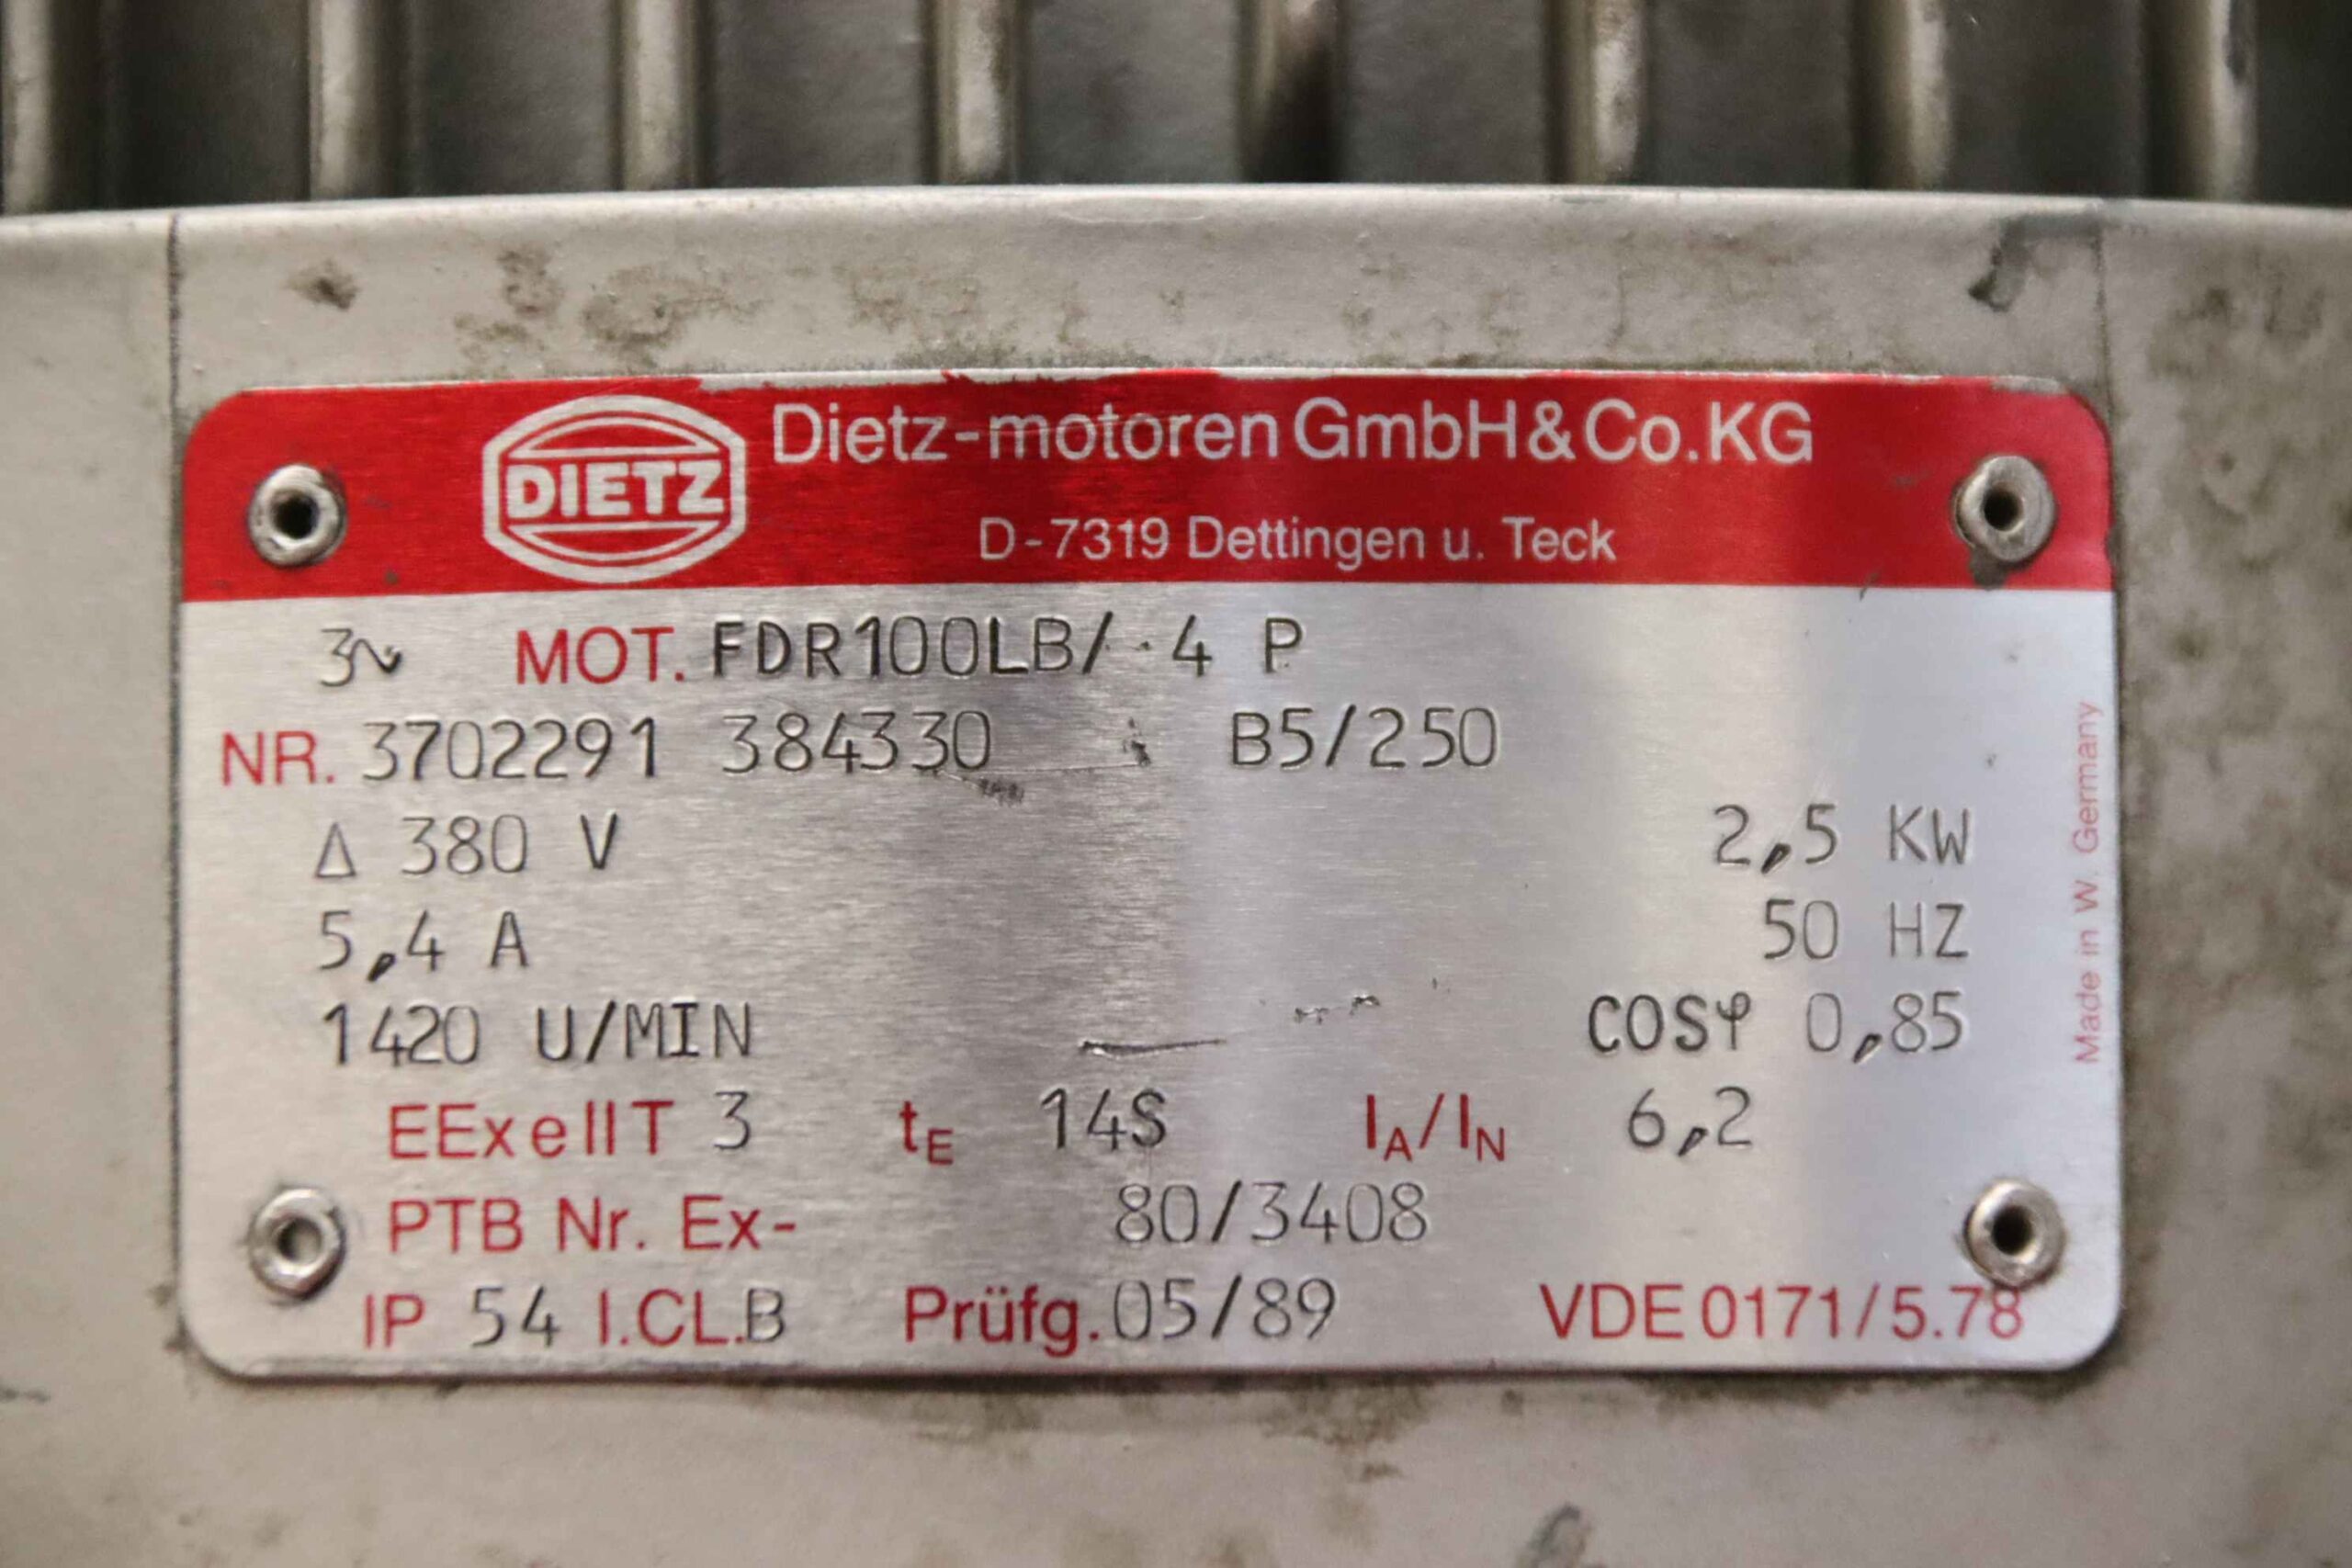 DIETZ
Dietz-motoren GmbH & Co. KG
D-7319 Dettingen u. Teck
3~ MOT. FDR100LB/ 4 P
NR. 3702291 384330 B5/250
Δ 380 V 2,5 KW
5,4 A 50 HZ
1420 U/MIN COSφ 0,85
EEx e II T 3 tE 14S IA/IN 6,2
PTB Nr. Ex- 80/3408
IP 54 I.CL.B Prüfg. 05/89 VDE 0171/5.78
Made in W. Germany